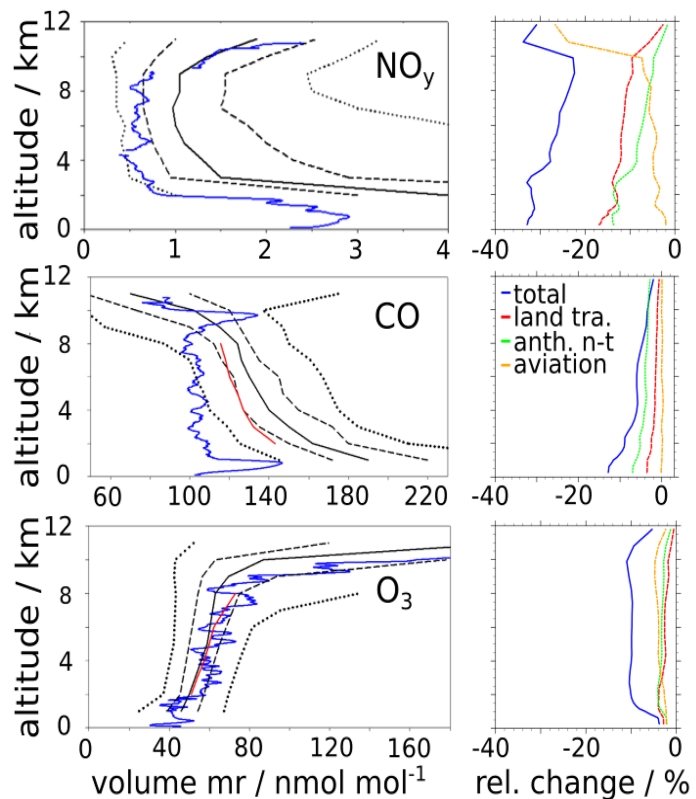 12
8
4
0
altitude / km
NOy
0 1 2 3 4
-40 -20 0
12
8
4
0
altitude / km
CO
60 100 140 180 220
total
land tra.
anth. n-t
aviation
-40 -20 0
12
8
4
0
altitude / km
O3
0 40 80 120 160
volume mr / nmol mol-1
-40 -20 0
rel. change / %